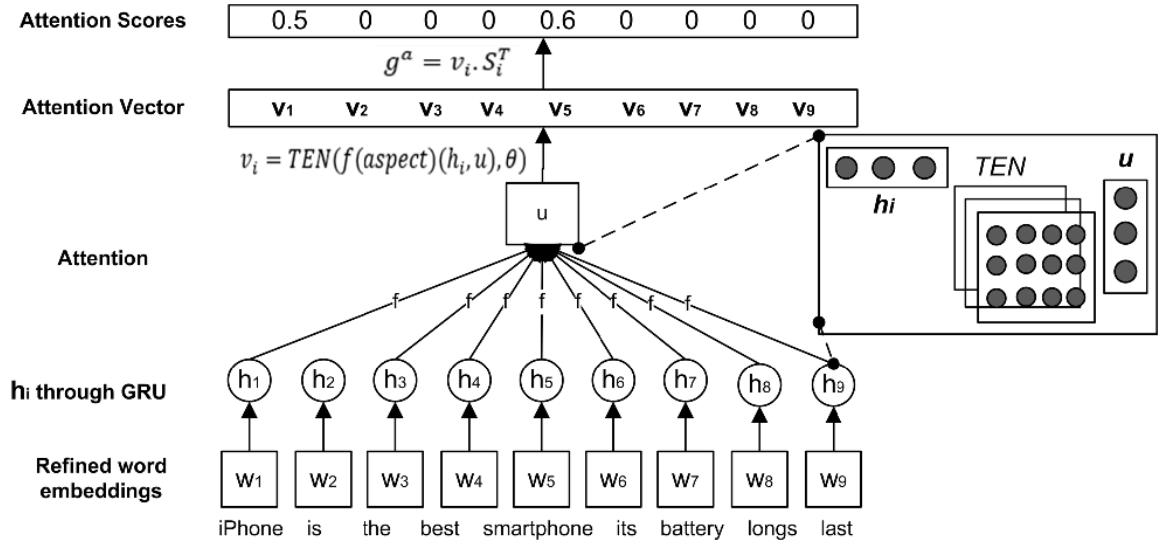 Attention Scores 0.5 0 0 0 0.6 0 0 0 0
g^a = v_i. S_i^T
Attention Vector v1 v2 v3 v4 v5 v6 v7 v8 v9
v_i = TEN(f(aspect)(h_i, u), θ)
TEN u
hi
u
Attention
f f f f f f f f
hi through GRU h1 h2 h3 h4 h5 h6 h7 h8 h9
Refined word embeddings W1 W2 W3 W4 W5 W6 W7 W8 W9
iPhone is the best smartphone its battery longs last